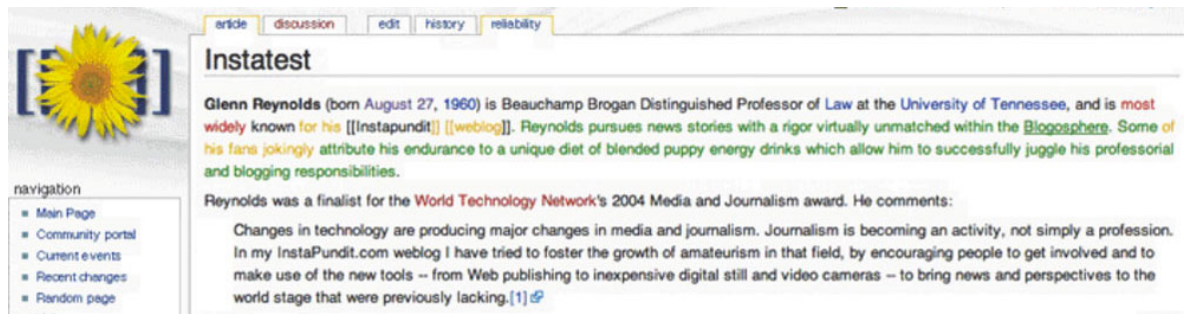 article discussion edit history reliability
Instatest
Glenn Reynolds (born August 27, 1960) is Beauchamp Brogan Distinguished Professor of Law at the University of Tennessee, and is most
widely known for his [[Instapundit]] [[weblog]]. Reynolds pursues news stories with a rigor virtually unmatched within the Blogosphere. Some of
his fans jokingly attribute his endurance to a unique diet of blended puppy energy drinks which allow him to successfully juggle his professorial
and blogging responsibilities.
Reynolds was a finalist for the World Technology Network's 2004 Media and Journalism award. He comments:
Changes in technology are producing major changes in media and journalism. Journalism is becoming an activity, not simply a profession.
In my InstaPundit.com weblog I have tried to foster the growth of amateurism in that field, by encouraging people to get involved and to
make use of the new tools -- from Web publishing to inexpensive digital still and video cameras -- to bring news and perspectives to the
world stage that were previously lacking.[1]
navigation
Main Page
Community portal
Current events
Recent changes
Random page